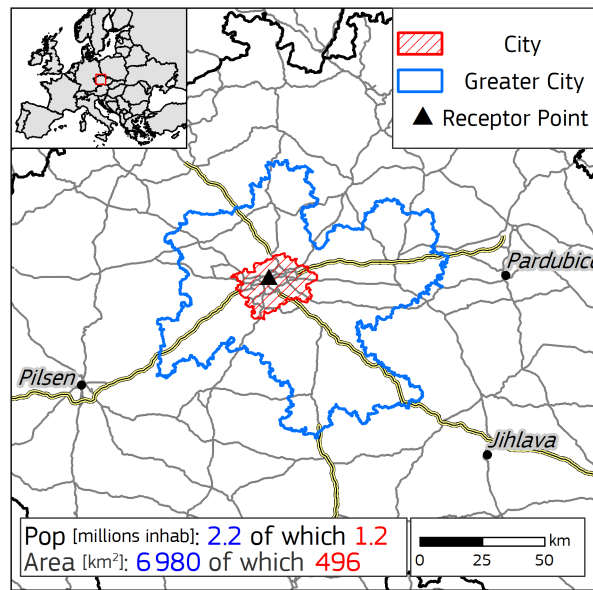 City
Greater City
Receptor Point
Pardubice
Pilsen
Jihlava
Pop [millions inhab]: 2.2 of which 1.2
Area [km²]: 6 980 of which 496
0 25 50 km